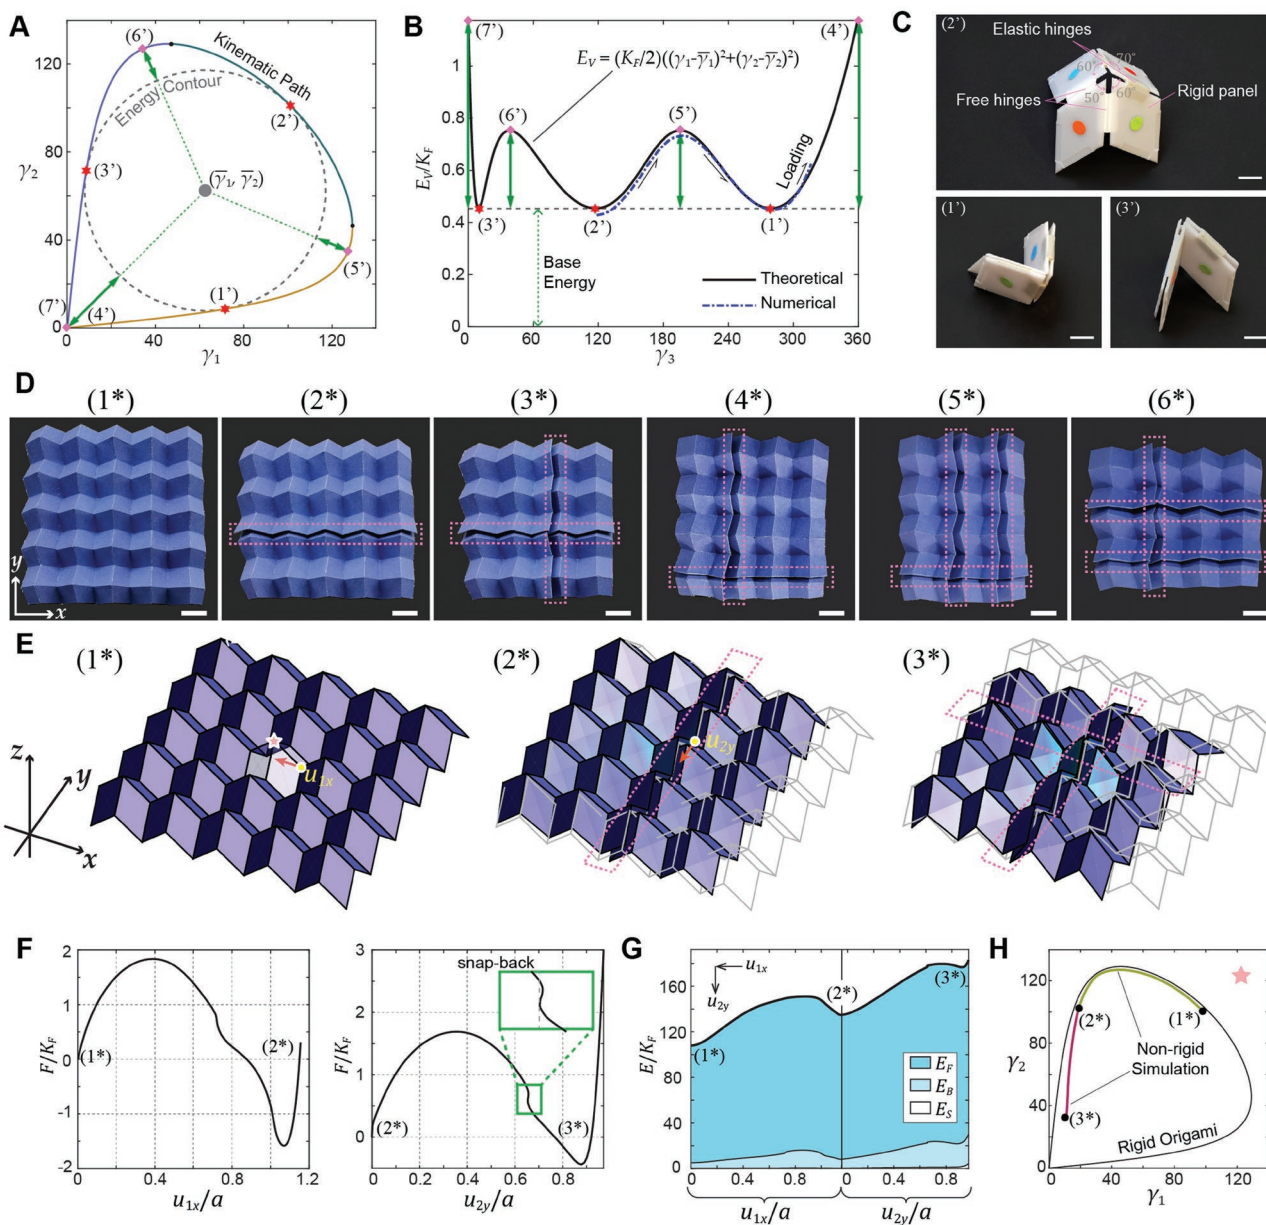 A
120
80
40
0
0
40
80
120
γ2
γ1
(6')
Kinematic Path
Energy Contour
(2')
(3')
(γ̅1, γ̅2)
(5')
(1')
(7')
(4')
B
1
0.8
0.6
0.4
0.2
0
0
60
120
180
240
300
360
EV/KF
γ3
(7')
(4')
EV = (KF/2)((γ1-γ̅1)²+(γ2-γ̅2)²)
(6')
(5')
Loading
(3')
(2')
(1')
Base
Energy
Theoretical
Numerical
C
(2')
Elastic hinges
60°
70°
Free hinges
50°
60°
Rigid panel
(1')
(3')
D
(1*)
(2*)
(3*)
(4*)
(5*)
(6*)
y
x
E
(1*)
(2*)
(3*)
u1x
u2y
z
y
x
F
2
1
0
-1
-2
F/KF
(1*)
(2*)
0
0.4
0.8
1.2
u1x/a
3
2
1
0
F/KF
snap-back
(2*)
(3*)
0
0.2
0.4
0.6
0.8
u2y/a
G
160
120
80
40
0
E/KF
u1x
u2y
(1*)
(2*)
(3*)
EF
EB
ES
0
0.4
0.8
0
0.4
0.8
u1x/a
u2y/a
H
120
80
40
0
γ2
(2*)
(1*)
Non-rigid
Simulation
(3*)
Rigid Origami
0
40
80
120
γ1